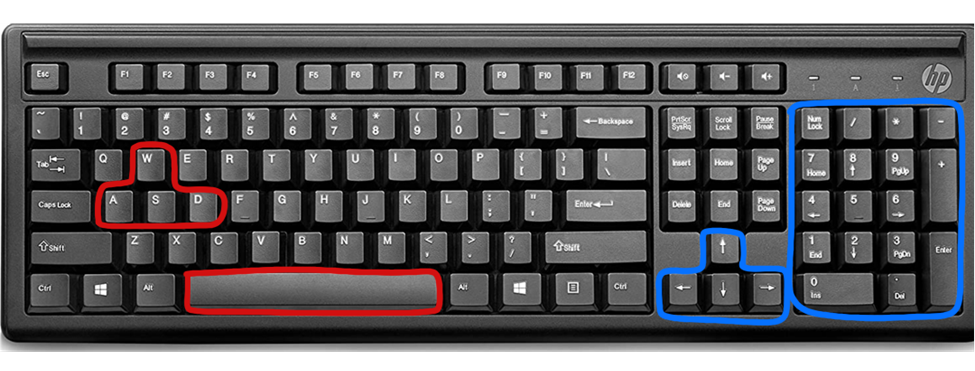 Esc F1 F2 F3 F4 F5 F6 F7 F8 F9 F10 F11 F12 hp
1 A
~ ! @ # $ % ^ & * ( ) _ + ←Backspace PrtScr Scroll Pause Num / * -
` 1 2 3 4 5 6 7 8 9 0 - = SysRq Lock Break Lock
Tab Q W E R T Y U I O P { } | Insert Home Page 7 8 9 +
[ ] \ Up Home ↑ PgUp
Caps Lock A S D F G H J K L : " Enter Delete End Page 4 5 6
; ' Down ← →
⇧Shift Z X C V B N M < > ? ⇧Shift ↑ 1 2 3 Enter
, . / End ↓ PgDn
Ctrl Alt Alt Ctrl ← ↓ → 0 .
Ins Del